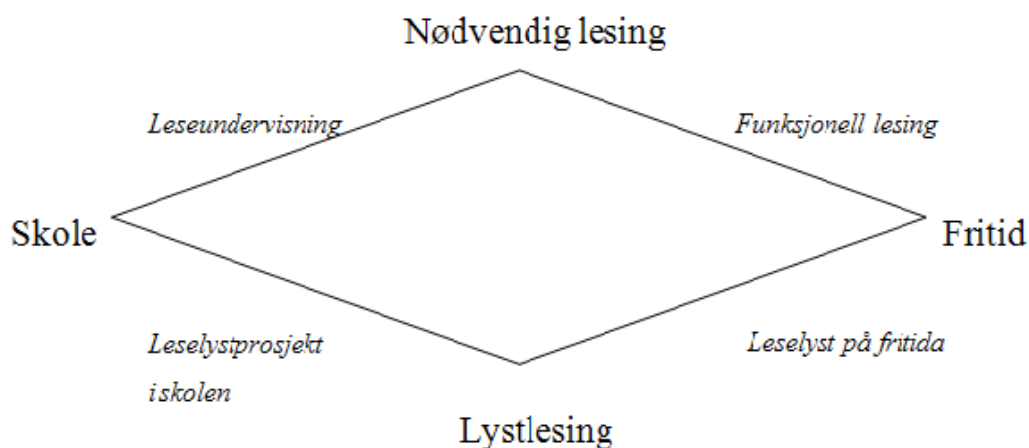 Nødvendig lesing
Leseundervisning
Funksjonell lesing
Skole
Fritid
Leselystprosjekt
i skolen
Leselyst på fritida
Lystlesing